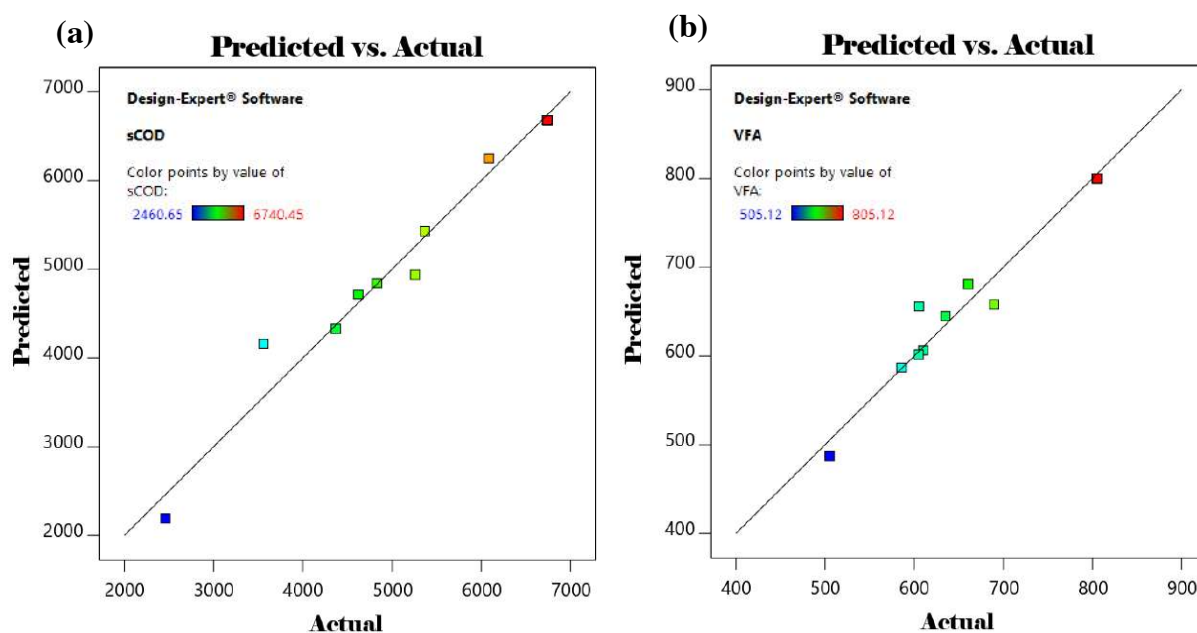 (a)
Predicted vs. Actual
Design-Expert® Software
sCOD
Color points by value of
sCOD:
2460.65 6740.45
7000
6000
5000
4000
3000
2000
Predicted
2000 3000 4000 5000 6000 7000
Actual
(b)
Predicted vs. Actual
Design-Expert® Software
VFA
Color points by value of
VFA:
505.12 805.12
900
800
700
600
500
400
Predicted
400 500 600 700 800 900
Actual